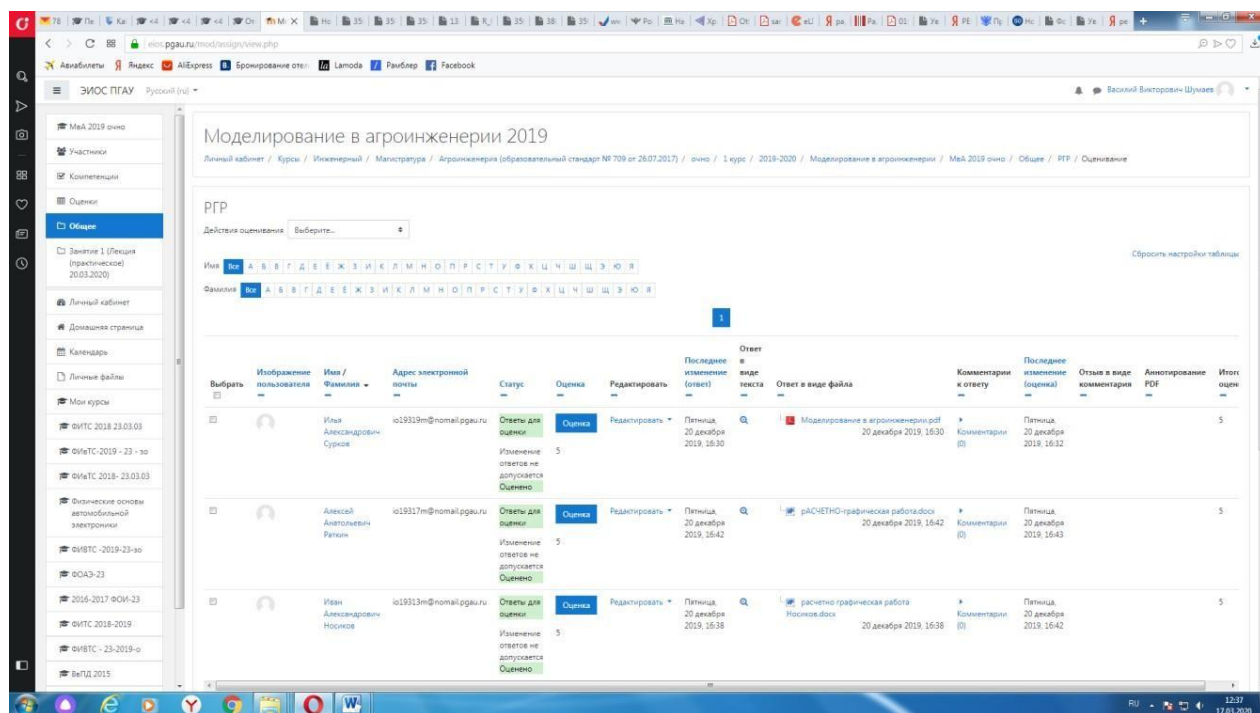 eios.pgau.ru/mod/assign/view.php
Авиабилеты Яндекс AliExpress Бронирование отел Lamoda Рамблер Facebook
ЭИОС ПГАУ Русский (ru)
Василий Викторович Шумаев
МвА 2019 очно
Участники
Компетенции
Оценки
Общее
Занятие 1 (Лекция
(практическое)
20.03.2020)
Личный кабинет
Домашняя страница
Календарь
Личные файлы
Мои курсы
ФИТС 2018 23.03.03
ФИвТС-2019 - 23 - зо
ФИвТС 2018- 23.03.03
Физические основы
автомобильной
электроники
ФИВТС -2019-23-зо
ФОАЭ-23
2016-2017 ФОИ-23
ФИТС 2018-2019
ФИВТС - 23-2019-о
ВеПД 2015
Моделирование в агроинженерии 2019
Личный кабинет / Курсы / Инженерный / Магистратура / Агроинженерия (образовательный стандарт № 709 от 26.07.2017) / очно / 1 курс / 2019-2020 / Моделирование в агроинженерии / МвА 2019 очно / Общее / РГР / Оценивание
РГР
Действия оценивания Выберите...
Сбросить настройки таблицы
Имя Все А Б В Г Д Е Ё Ж З И К Л М Н О П Р С Т У Ф Х Ц Ч Ш Щ Э Ю Я
Фамилия Все А Б В Г Д Е Ё Ж З И К Л М Н О П Р С Т У Ф Х Ц Ч Ш Щ Э Ю Я
1
Выбрать
Изображение
пользователя
Имя /
Фамилия
Адрес электронной
почты
Статус
Оценка
Редактировать
Последнее
изменение
(ответ)
Ответ
в
виде
текста
Ответ в виде файла
Комментарии
к ответу
Последнее
изменение
(оценка)
Отзыв в виде
комментария
Аннотирование
PDF
Итого
оцен
Илья
Александрович
Сурков
io19319m@nomail.pgau.ru
Ответы для
оценки
Изменение
ответов не
допускается
Оценено
Оценка
5
Редактировать
Пятница,
20 декабря
2019, 16:30
Моделирование в агроинженерии.pdf
20 декабря 2019, 16:30
Комментарии
(0)
Пятница,
20 декабря
2019, 16:32
5
Алексей
Анатольевич
Раткин
io19317m@nomail.pgau.ru
Ответы для
оценки
Изменение
ответов не
допускается
Оценено
Оценка
5
Редактировать
Пятница,
20 декабря
2019, 16:42
рАСЧЕТНО-графическая работа.docx
20 декабря 2019, 16:42
Комментарии
(0)
Пятница,
20 декабря
2019, 16:43
5
Иван
Александрович
Носиков
io19313m@nomail.pgau.ru
Ответы для
оценки
Изменение
ответов не
допускается
Оценено
Оценка
5
Редактировать
Пятница,
20 декабря
2019, 16:38
расчетно графическая работа
Носиков.docx
20 декабря 2019, 16:38
Комментарии
(0)
Пятница,
20 декабря
2019, 16:42
5
RU
12:37
17.03.2020